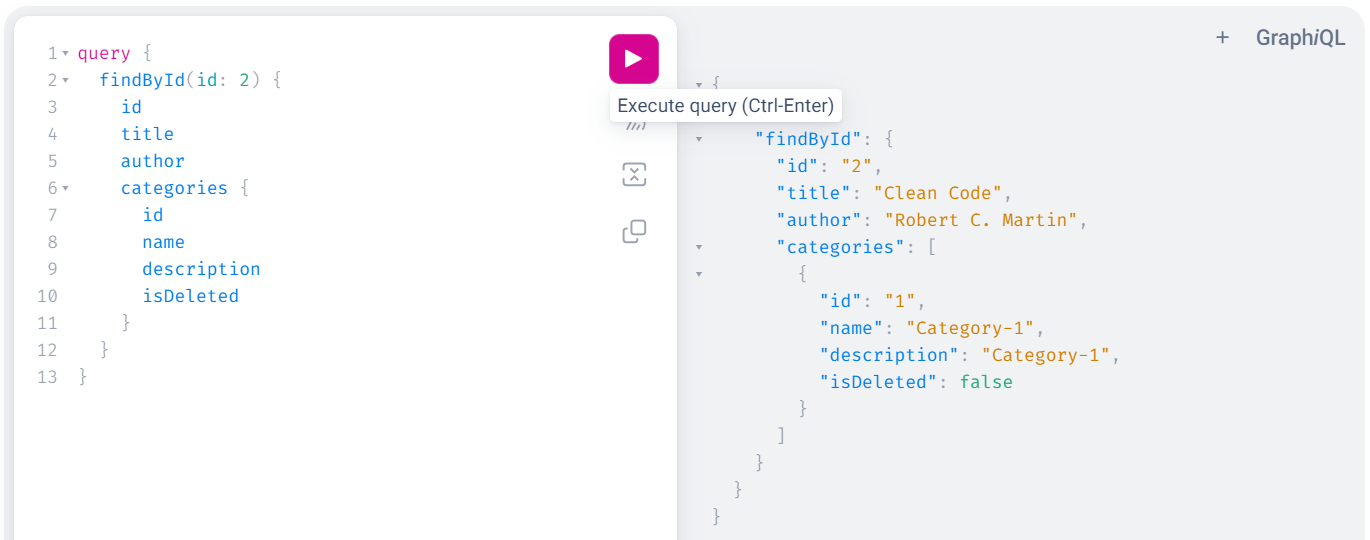 1 query {
2 findById(id: 2) {
3 id
4 title
5 author
6 categories {
7 id
8 name
9 description
10 isDeleted
11 }
12 }
13 }
Execute query (Ctrl-Enter)
+ GraphiQL
{
"findById": {
"id": "2",
"title": "Clean Code",
"author": "Robert C. Martin",
"categories": [
{
"id": "1",
"name": "Category-1",
"description": "Category-1",
"isDeleted": false
}
]
}
}
}